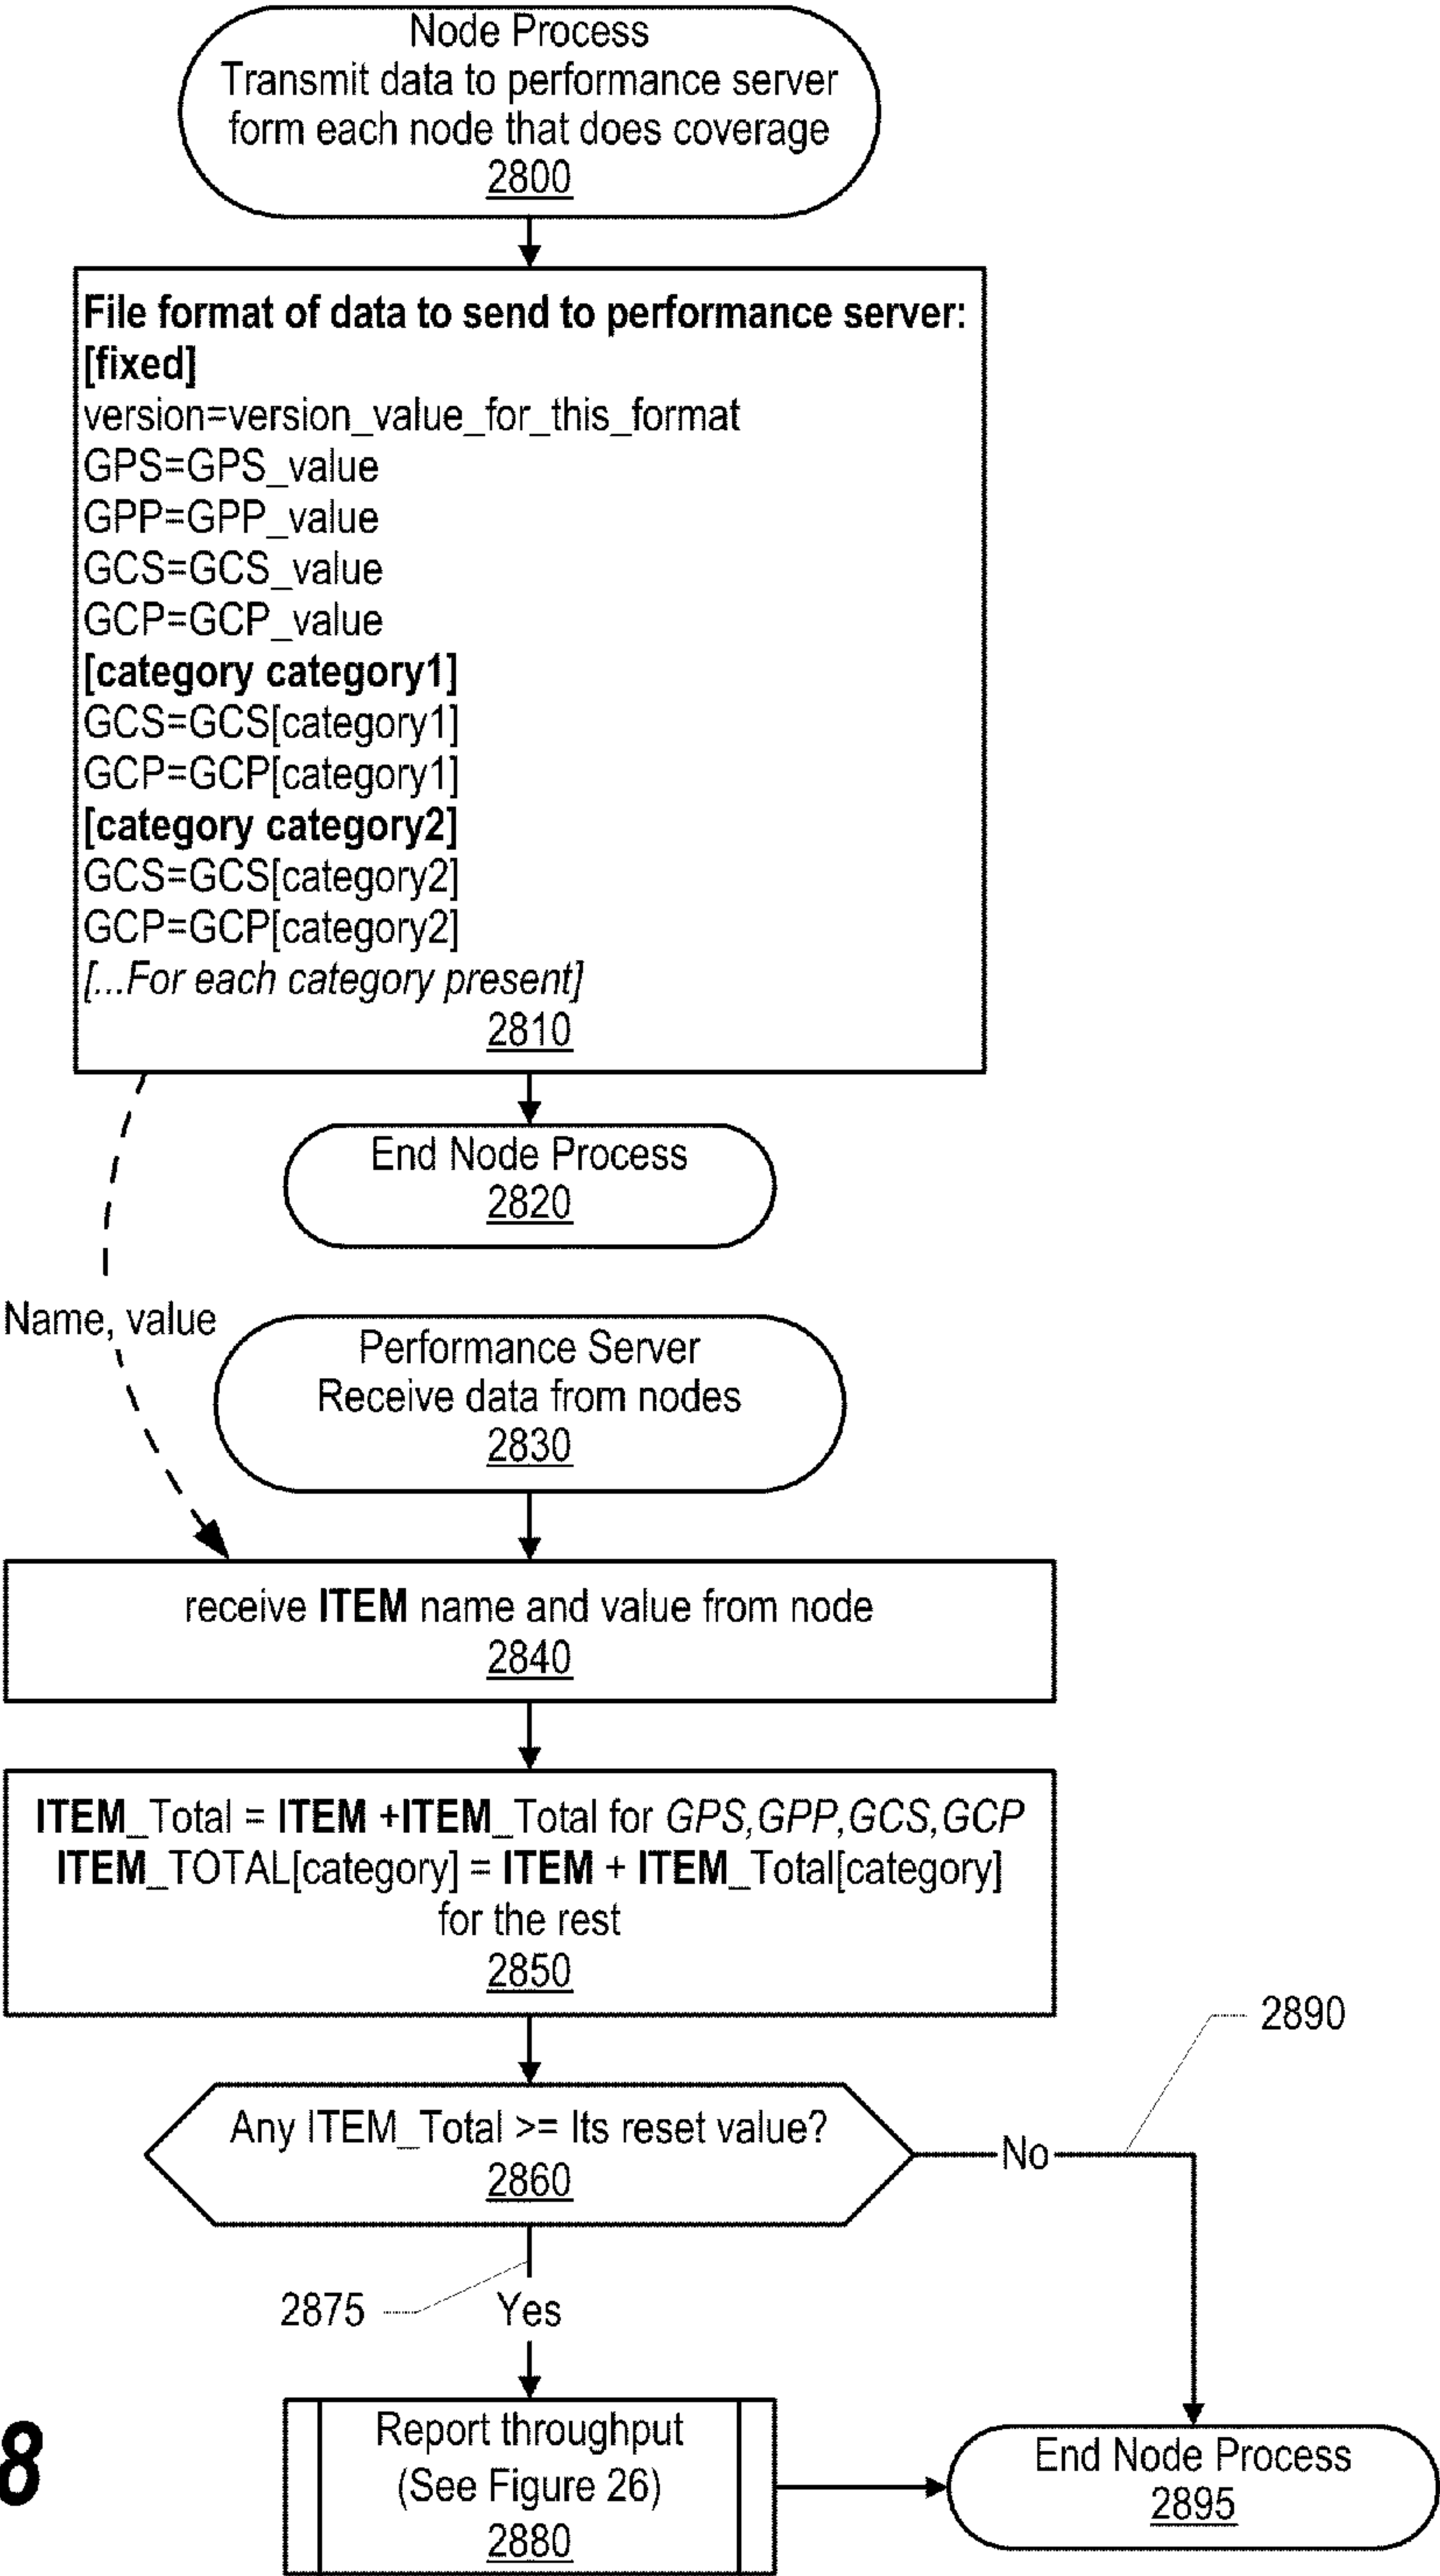 Node Process
Transmit data to performance server
form each node that does coverage
2800
File format of data to send to performance server:
[fixed]
version=version_value_for_this_format
GPS=GPS_value
GPP=GPP_value
GCS=GCS_value
GCP=GCP_value
[category category1]
GCS=GCS[category1]
GCP=GCP[category1]
[category category2]
GCS=GCS[category2]
GCP=GCP[category2]
[...For each category present]
2810
End Node Process
2820
Name, value
Performance Server
Receive data from nodes
2830
receive ITEM name and value from node
2840
ITEM_Total = ITEM +ITEM_Total for GPS,GPP,GCS,GCP
ITEM_TOTAL[category] = ITEM + ITEM_Total[category]
for the rest
2850
2890
Any ITEM_Total >= Its reset value?
2860
No
2875
Yes
Report throughput
(See Figure 26)
2880
End Node Process
2895
8